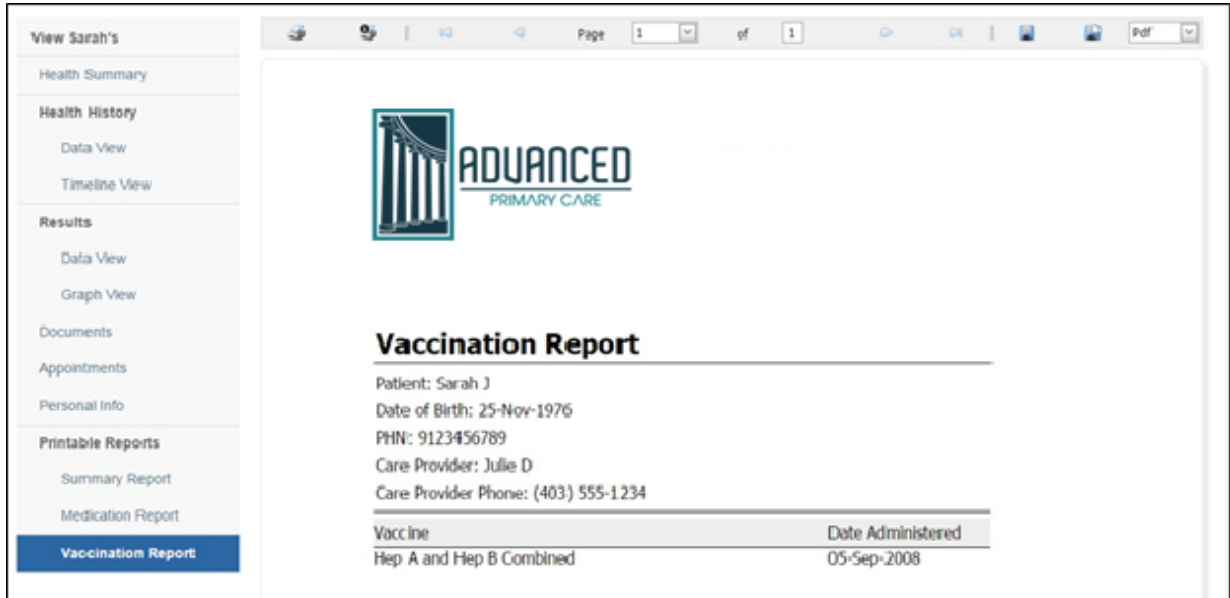 View Sarah's
Health Summary
Health History
Data View
Timeline View
Results
Data View
Graph View
Documents
Appointments
Personal Info
Printable Reports
Summary Report
Medication Report
Vaccination Report
Page 1 of 1 Pdf
ADVANCED
PRIMARY CARE
Vaccination Report
Patient: Sarah J
Date of Birth: 25-Nov-1976
PHN: 9123456789
Care Provider: Julie D
Care Provider Phone: (403) 555-1234
Vaccine Date Administered
Hep A and Hep B Combined 05-Sep-2008